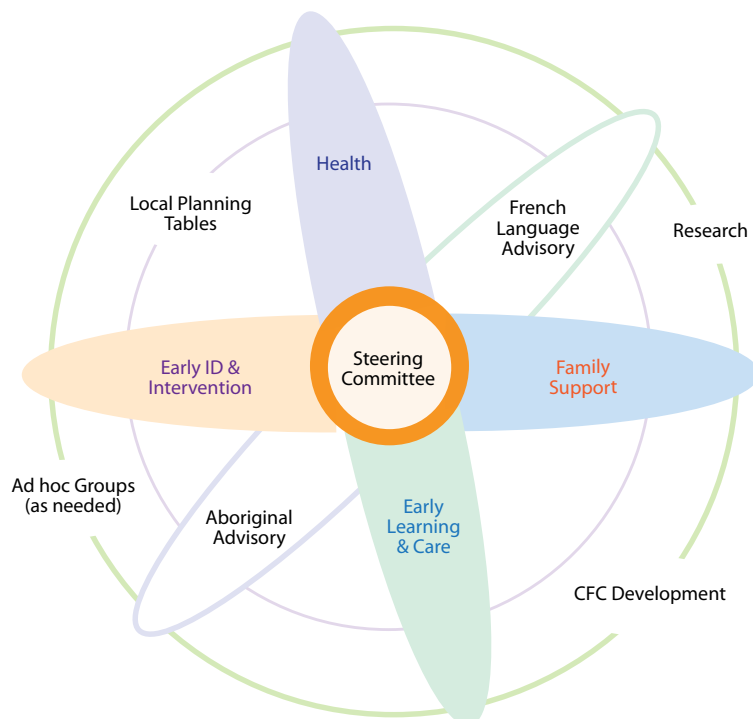 Health
Local Planning
Tables
French
Language
Advisory
Research
Early ID &
Intervention
Steering
Committee
Family
Support
Ad hoc Groups
(as needed)
Aboriginal
Advisory
Early
Learning
& Care
CFC Development